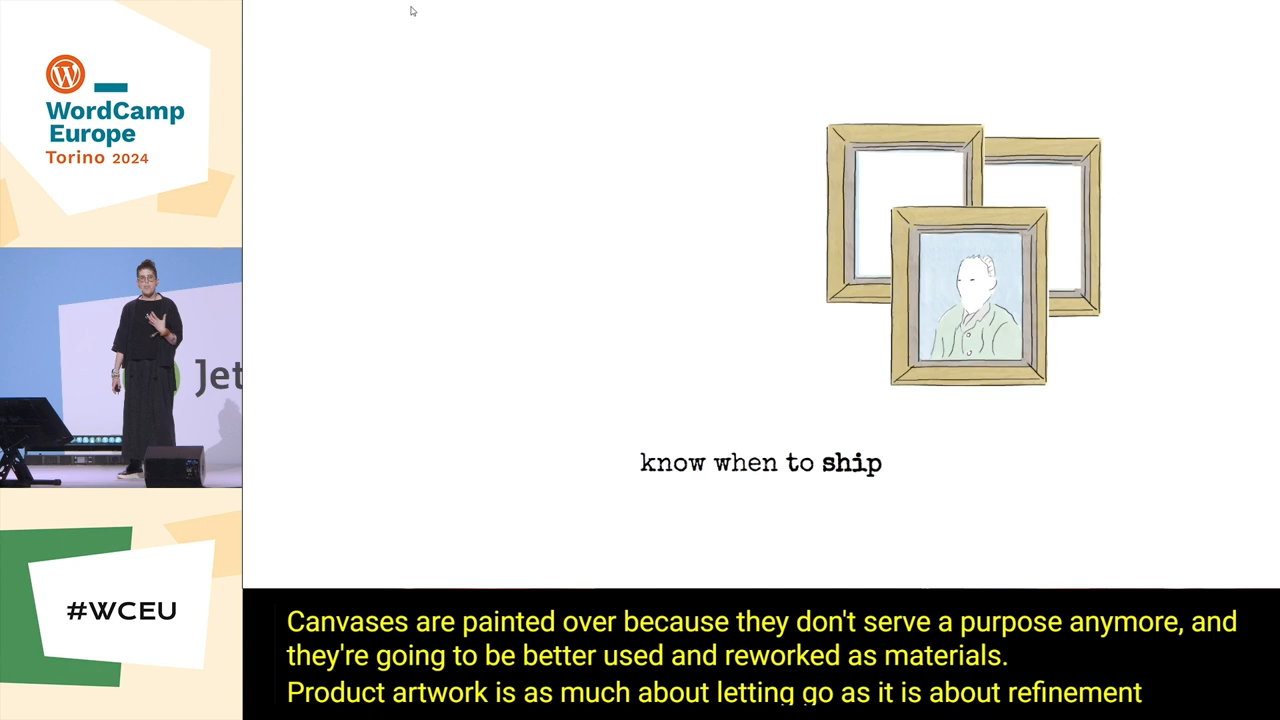 WordCamp
Europe
Torino 2024
Jet
#WCEU
know when to ship
Canvases are painted over because they don't serve a purpose anymore, and
they're going to be better used and reworked as materials.
Product artwork is as much about letting go as it is about refinement